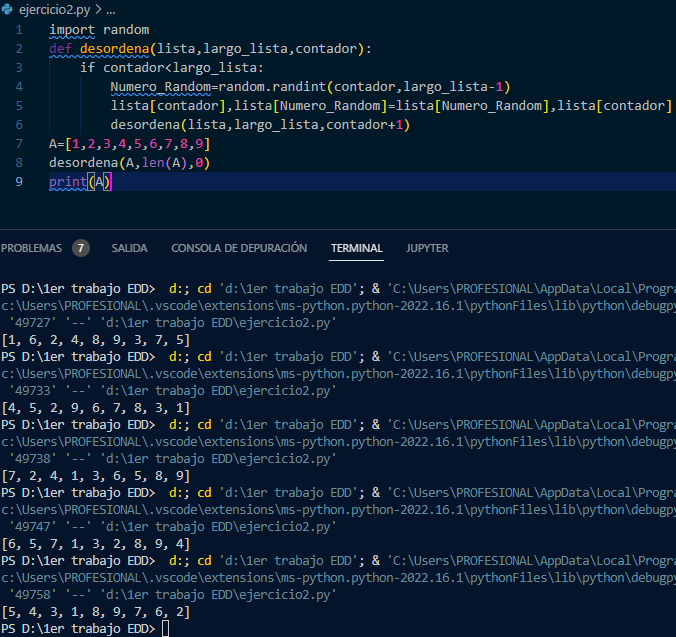 ejercicio2.py > ...
1 import random
2 def desordena(lista,largo_lista,contador):
3     if contador<largo_lista:
4         Numero_Random=random.randint(contador,largo_lista-1)
5         lista[contador],lista[Numero_Random]=lista[Numero_Random],lista[contador]
6         desordena(lista,largo_lista,contador+1)
7 A=[1,2,3,4,5,6,7,8,9]
8 desordena(A,len(A),0)
9 print(A)
PROBLEMAS 7 SALIDA CONSOLA DE DEPURACIÓN TERMINAL JUPYTER
PS D:\1er trabajo EDD>  d:; cd 'd:\1er trabajo EDD'; & 'C:\Users\PROFESIONAL\AppData\Local\Progra
c:\Users\PROFESIONAL\.vscode\extensions\ms-python.python-2022.16.1\pythonFiles\lib\python\debugpy
 '49727' '--' 'd:\1er trabajo EDD\ejercicio2.py'
[1, 6, 2, 4, 8, 9, 3, 7, 5]
PS D:\1er trabajo EDD>  d:; cd 'd:\1er trabajo EDD'; & 'C:\Users\PROFESIONAL\AppData\Local\Progra
c:\Users\PROFESIONAL\.vscode\extensions\ms-python.python-2022.16.1\pythonFiles\lib\python\debugpy
 '49733' '--' 'd:\1er trabajo EDD\ejercicio2.py'
[4, 5, 2, 9, 6, 7, 8, 3, 1]
PS D:\1er trabajo EDD>  d:; cd 'd:\1er trabajo EDD'; & 'C:\Users\PROFESIONAL\AppData\Local\Progra
c:\Users\PROFESIONAL\.vscode\extensions\ms-python.python-2022.16.1\pythonFiles\lib\python\debugpy
 '49738' '--' 'd:\1er trabajo EDD\ejercicio2.py'
[7, 2, 4, 1, 3, 6, 5, 8, 9]
PS D:\1er trabajo EDD>  d:; cd 'd:\1er trabajo EDD'; & 'C:\Users\PROFESIONAL\AppData\Local\Progra
c:\Users\PROFESIONAL\.vscode\extensions\ms-python.python-2022.16.1\pythonFiles\lib\python\debugpy
 '49747' '--' 'd:\1er trabajo EDD\ejercicio2.py'
[6, 5, 7, 1, 3, 2, 8, 9, 4]
PS D:\1er trabajo EDD>  d:; cd 'd:\1er trabajo EDD'; & 'C:\Users\PROFESIONAL\AppData\Local\Progra
c:\Users\PROFESIONAL\.vscode\extensions\ms-python.python-2022.16.1\pythonFiles\lib\python\debugpy
 '49758' '--' 'd:\1er trabajo EDD\ejercicio2.py'
[5, 4, 3, 1, 8, 9, 7, 6, 2]
PS D:\1er trabajo EDD>